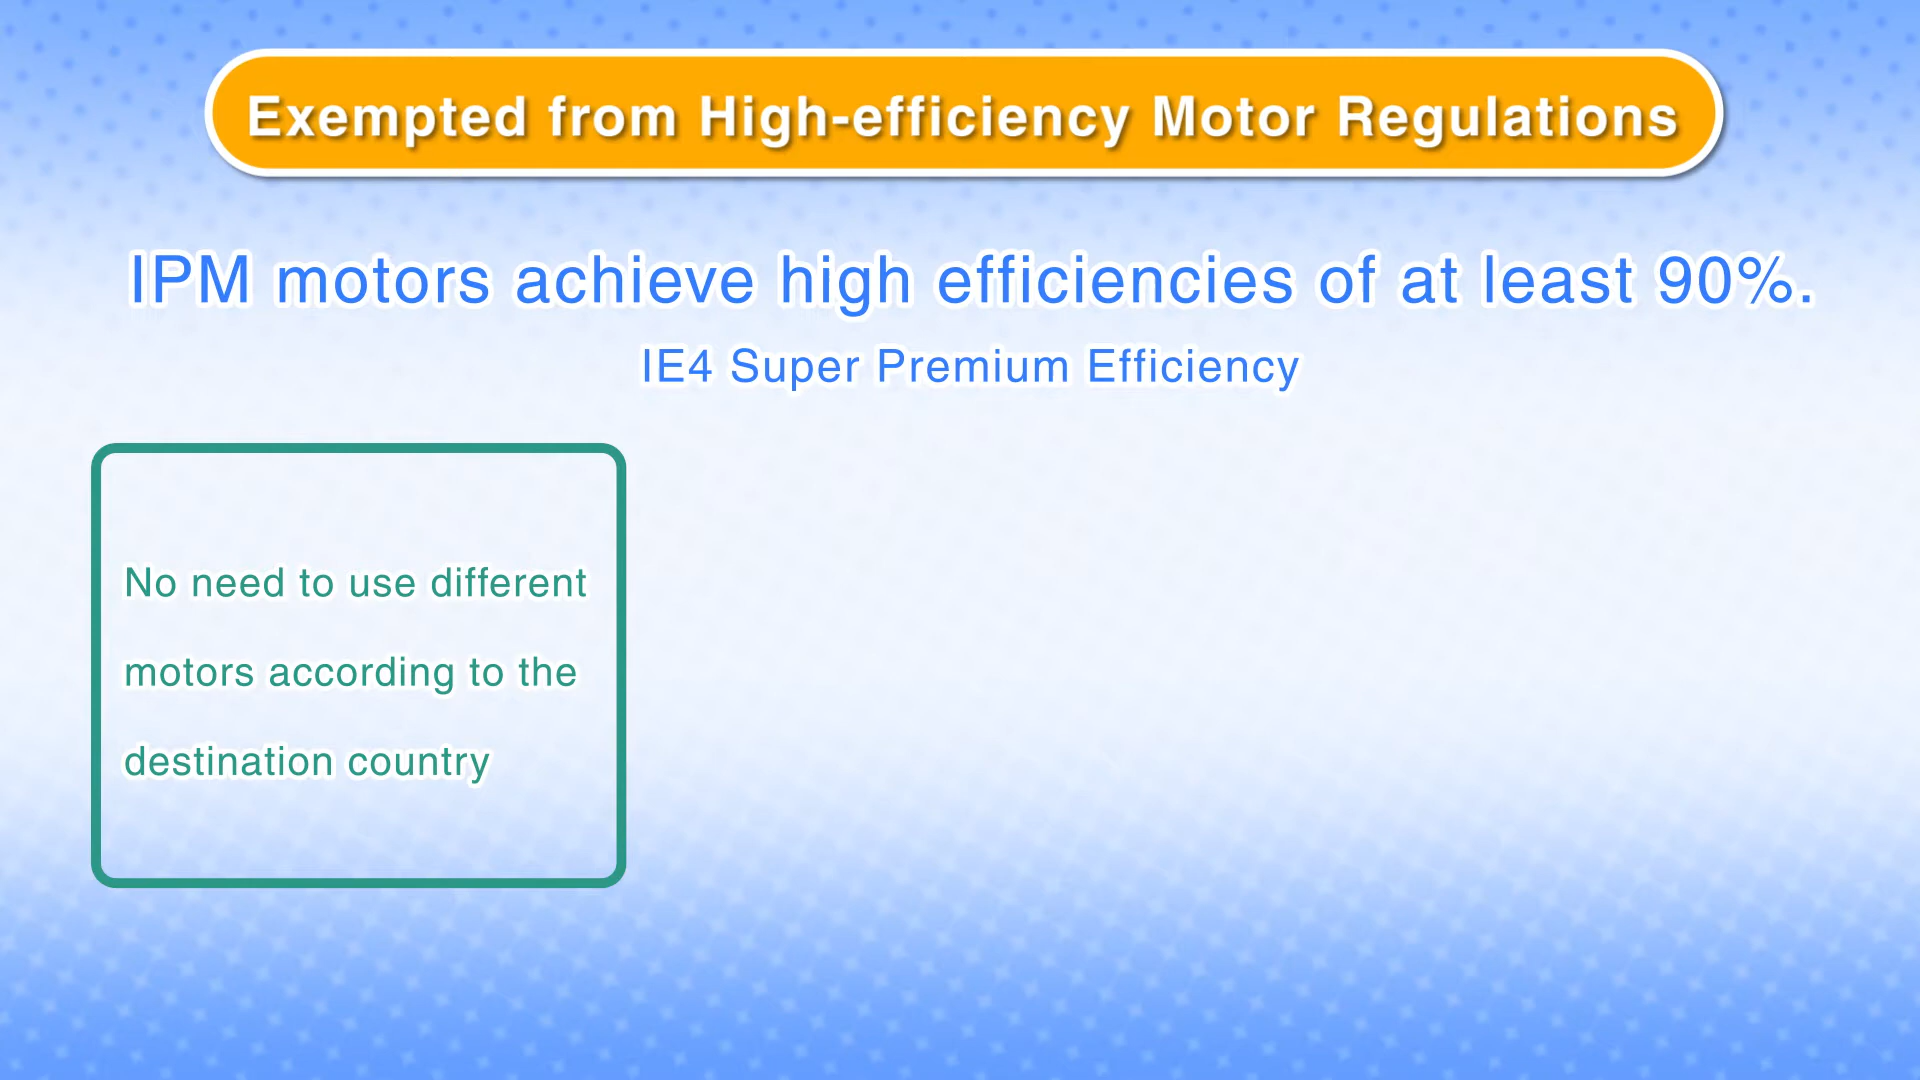 Exempted from High-efficiency Motor Regulations
IPM motors achieve high efficiencies of at least 90%.
IE4 Super Premium Efficiency
No need to use different
motors according to the
destination country